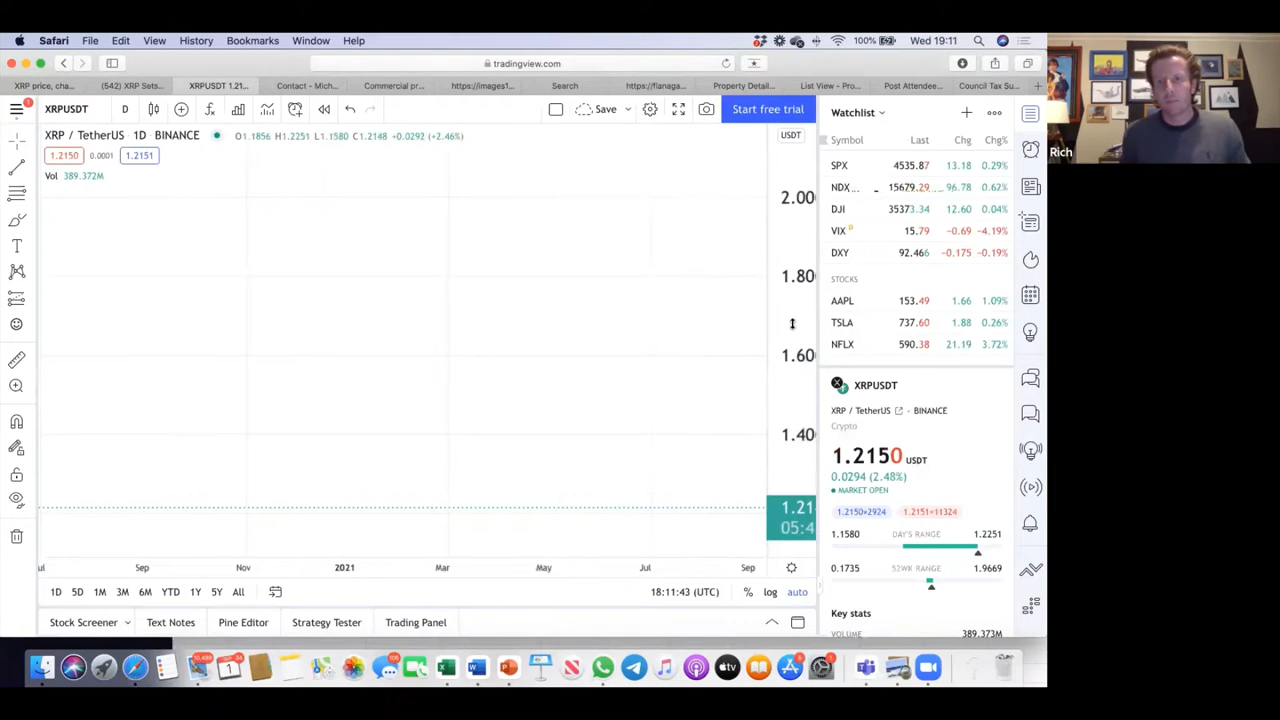 Safari File Edit View History Bookmarks Window Help 100% Wed 19:11
tradingview.com
XRP price, cha... (542) XRP Sets... XRPUSDT 1.21... Contact - Mich... Commercial pr... https://images1... Search https://flanaga... Property Detail... List View - Pro... Post Attendee... Council Tax Su...
XRPUSDT D Save Start free trial Watchlist
XRP / TetherUS · 1D BINANCE O1.1856 H1.2251 L1.1580 C1.2148 +0.0292 (+2.46%) USDT
Symbol Last Chg Chg%
1.2150 0.0001 1.2151
Vol 389.372M
SPX 4535.87 13.18 0.29%
NDX 15679.29 96.78 0.62%
DJI 35373.34 12.60 0.04%
VIX 15.79 −0.69 −4.19%
DXY 92.466 −0.175 −0.19%
STOCKS
AAPL 153.49 1.66 1.09%
TSLA 737.60 1.88 0.26%
NFLX 590.38 21.19 3.72%
2.000
1.800
1.600
1.400
1.21
05:4
XRPUSDT
XRP / TetherUS · BINANCE
Crypto
1.2150 USDT
0.0294 (2.48%)
MARKET OPEN
1.2150×2924 1.2151×11324
1.1580 DAY'S RANGE 1.2251
0.1735 52WK RANGE 1.9669
Key stats
VOLUME 389.373M
ul Sep Nov 2021 Mar May Jul Sep
1D 5D 1M 3M 6M YTD 1Y 5Y All 18:11:43 (UTC) % log auto
Stock Screener Text Notes Pine Editor Strategy Tester Trading Panel
Rich